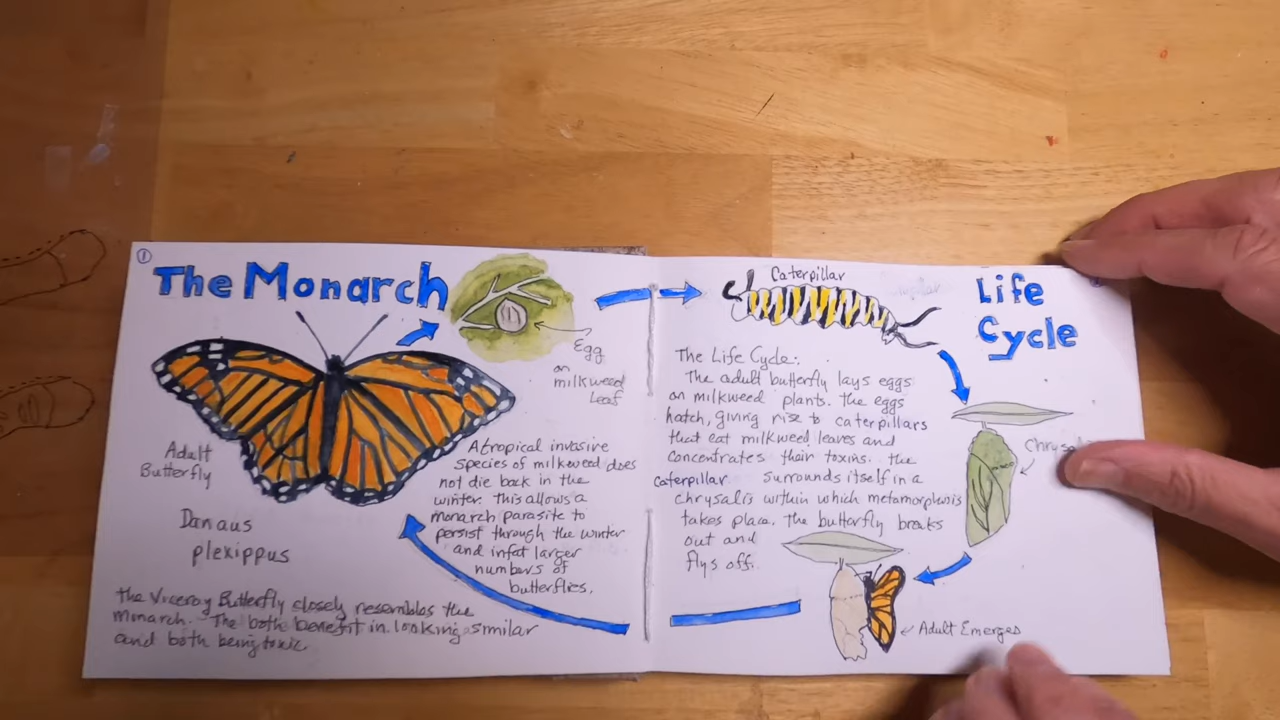 1
The Monarch
Egg
on
milkweed
Leaf
Adult
Butterfly
Danaus
plexippus
A tropical invasive
species of milkweed does
not die back in the
winter. This allows a
monarch parasite to
persist through the winter
and infat larger
numbers of
butterflies.
the Viceroy Butterfly closely resembles the
monarch. The both benefit in looking similar
and both being toxic
Caterpillar
Life
Cycle
The Life Cycle:
The adult butterfly lays eggs
on milkweed plants. the eggs
hatch, giving rise to caterpillars
that eat milkweed leaves and
concentrates their toxins. the
caterpillar surrounds itself in a
chrysalis within which metamorphosis
takes place. The butterfly breaks
out and
flys off.
Adult Emerges